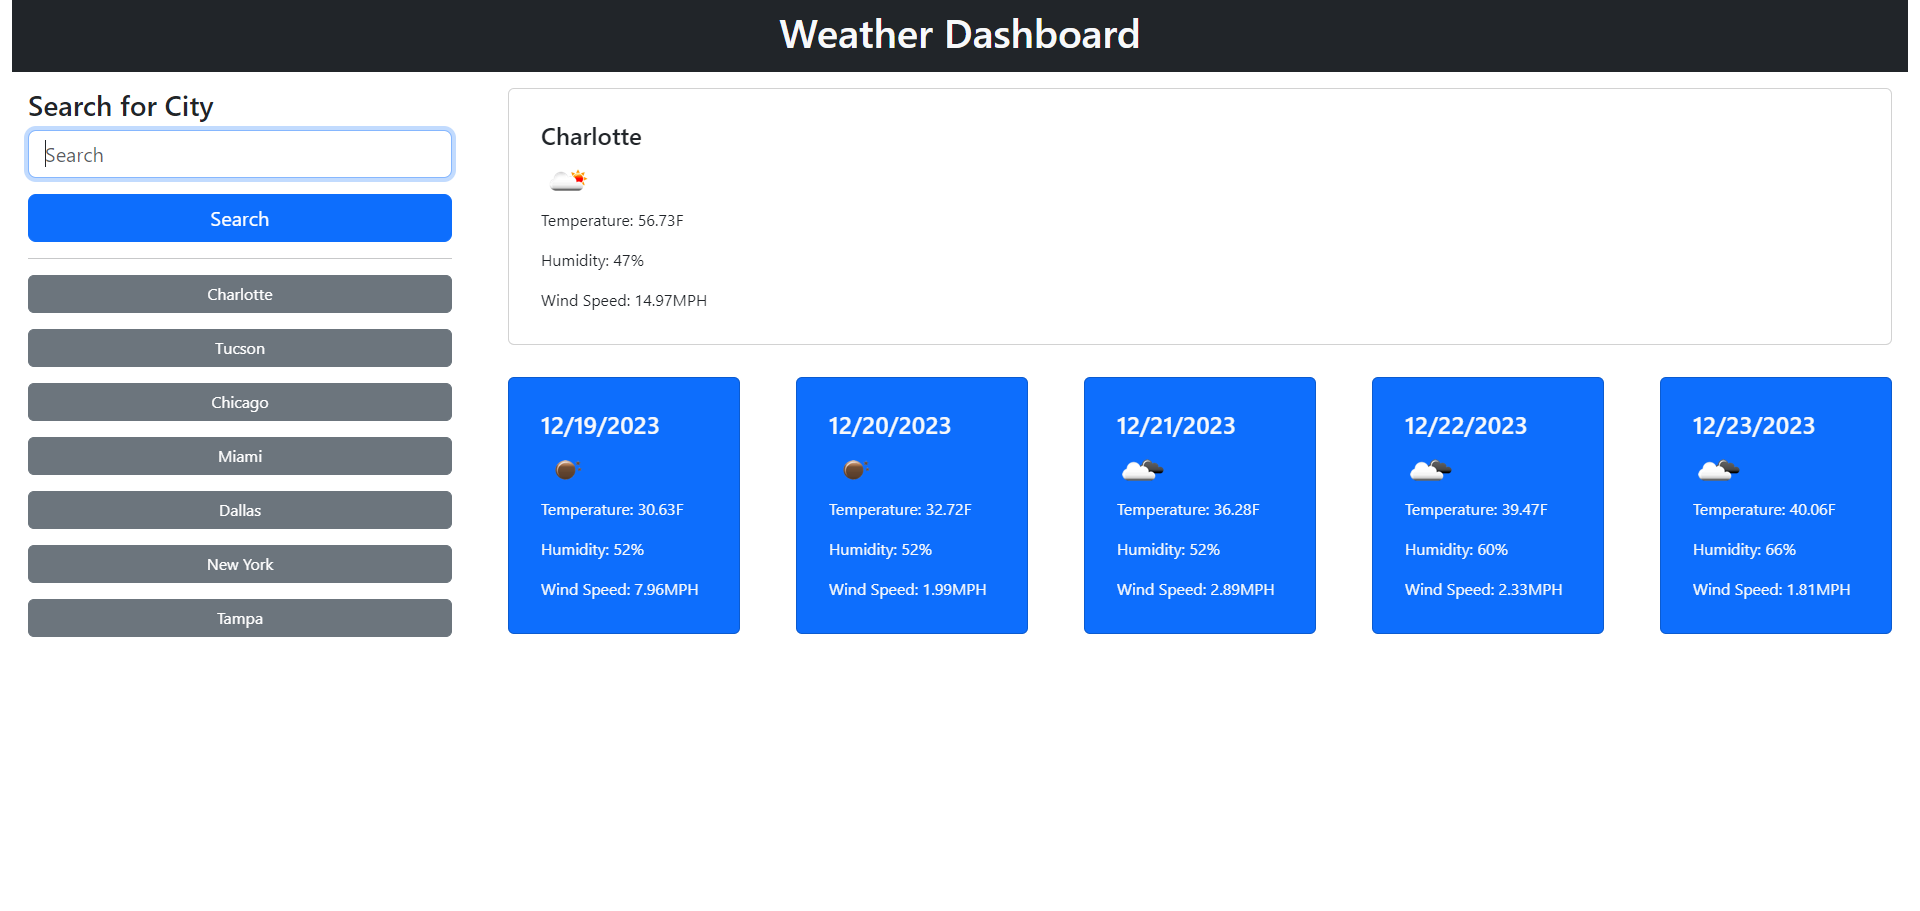 Weather Dashboard
Search for City
Search
Search
Charlotte
Tucson
Chicago
Miami
Dallas
New York
Tampa
Charlotte
Temperature: 56.73F
Humidity: 47%
Wind Speed: 14.97MPH
12/19/2023
Temperature: 30.63F
Humidity: 52%
Wind Speed: 7.96MPH
12/20/2023
Temperature: 32.72F
Humidity: 52%
Wind Speed: 1.99MPH
12/21/2023
Temperature: 36.28F
Humidity: 52%
Wind Speed: 2.89MPH
12/22/2023
Temperature: 39.47F
Humidity: 60%
Wind Speed: 2.33MPH
12/23/2023
Temperature: 40.06F
Humidity: 66%
Wind Speed: 1.81MPH